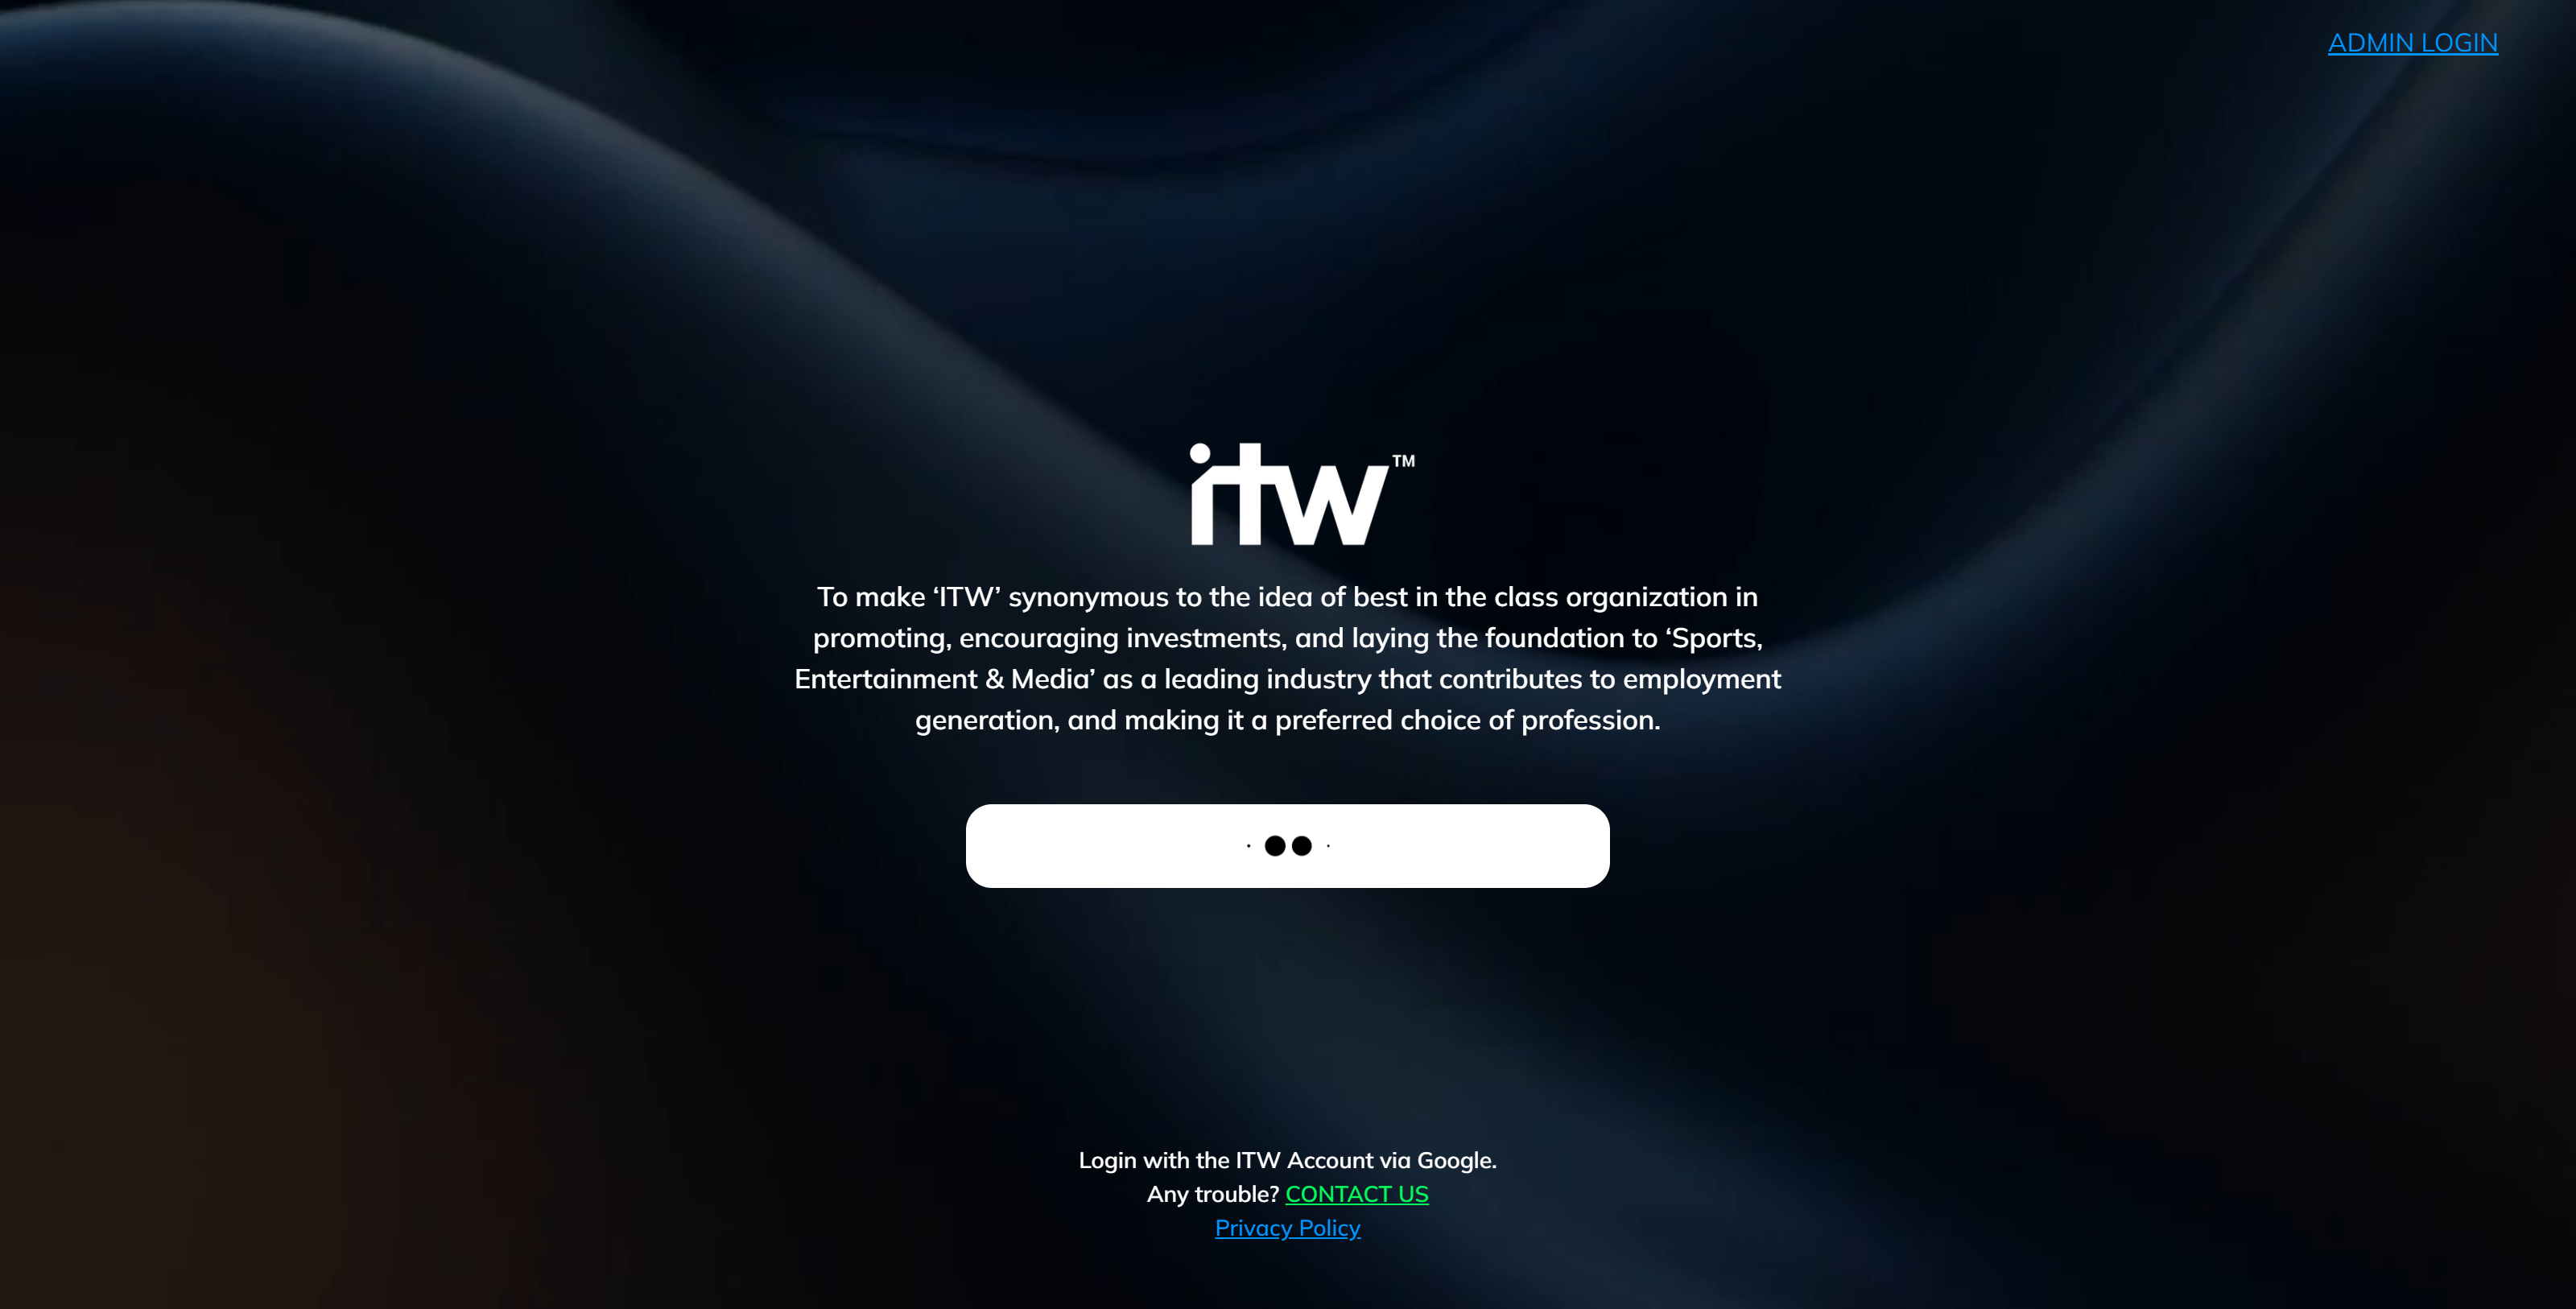 ADMIN LOGIN
itw™
To make ‘ITW’ synonymous to the idea of best in the class organization in
promoting, encouraging investments, and laying the foundation to ‘Sports,
Entertainment & Media’ as a leading industry that contributes to employment
generation, and making it a preferred choice of profession.
Login with the ITW Account via Google.
Any trouble? CONTACT US
Privacy Policy